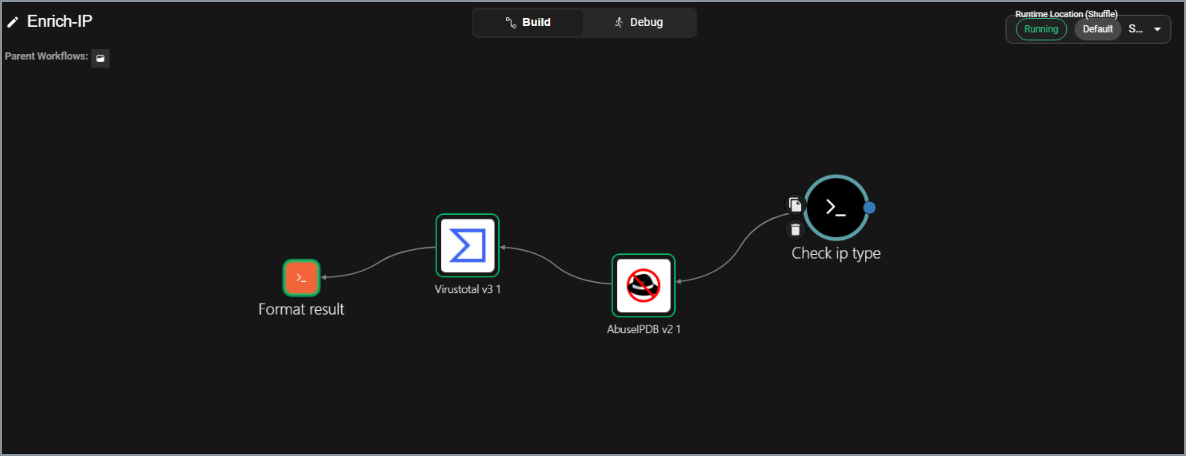 Enrich-IP
Build
Debug
Runtime Location (Shuffle)
Running
Default
S...
Parent Workflows:
Check ip type
Virustotal v3 1
Format result
AbuseIPDB v2 1